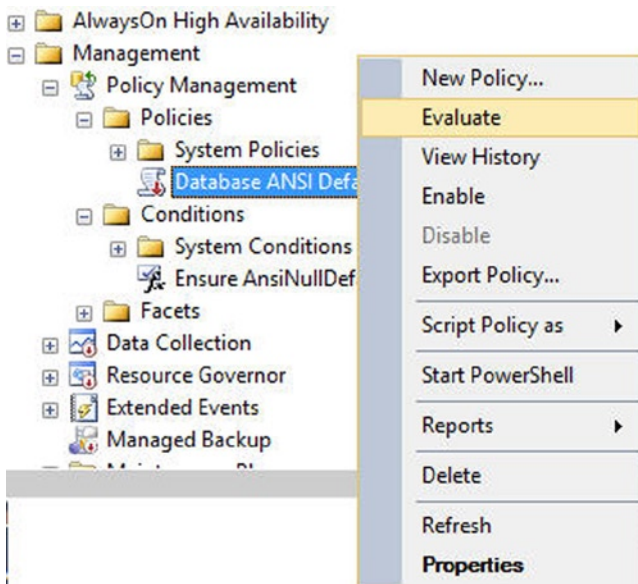 AlwaysOn High Availability
Management
Policy Management
Policies
System Policies
Database ANSI Defa
Conditions
System Conditions
Ensure AnsiNullDef
Facets
Data Collection
Resource Governor
Extended Events
Managed Backup
New Policy...
Evaluate
View History
Enable
Disable
Export Policy...
Script Policy as
Start PowerShell
Reports
Delete
Refresh
Properties